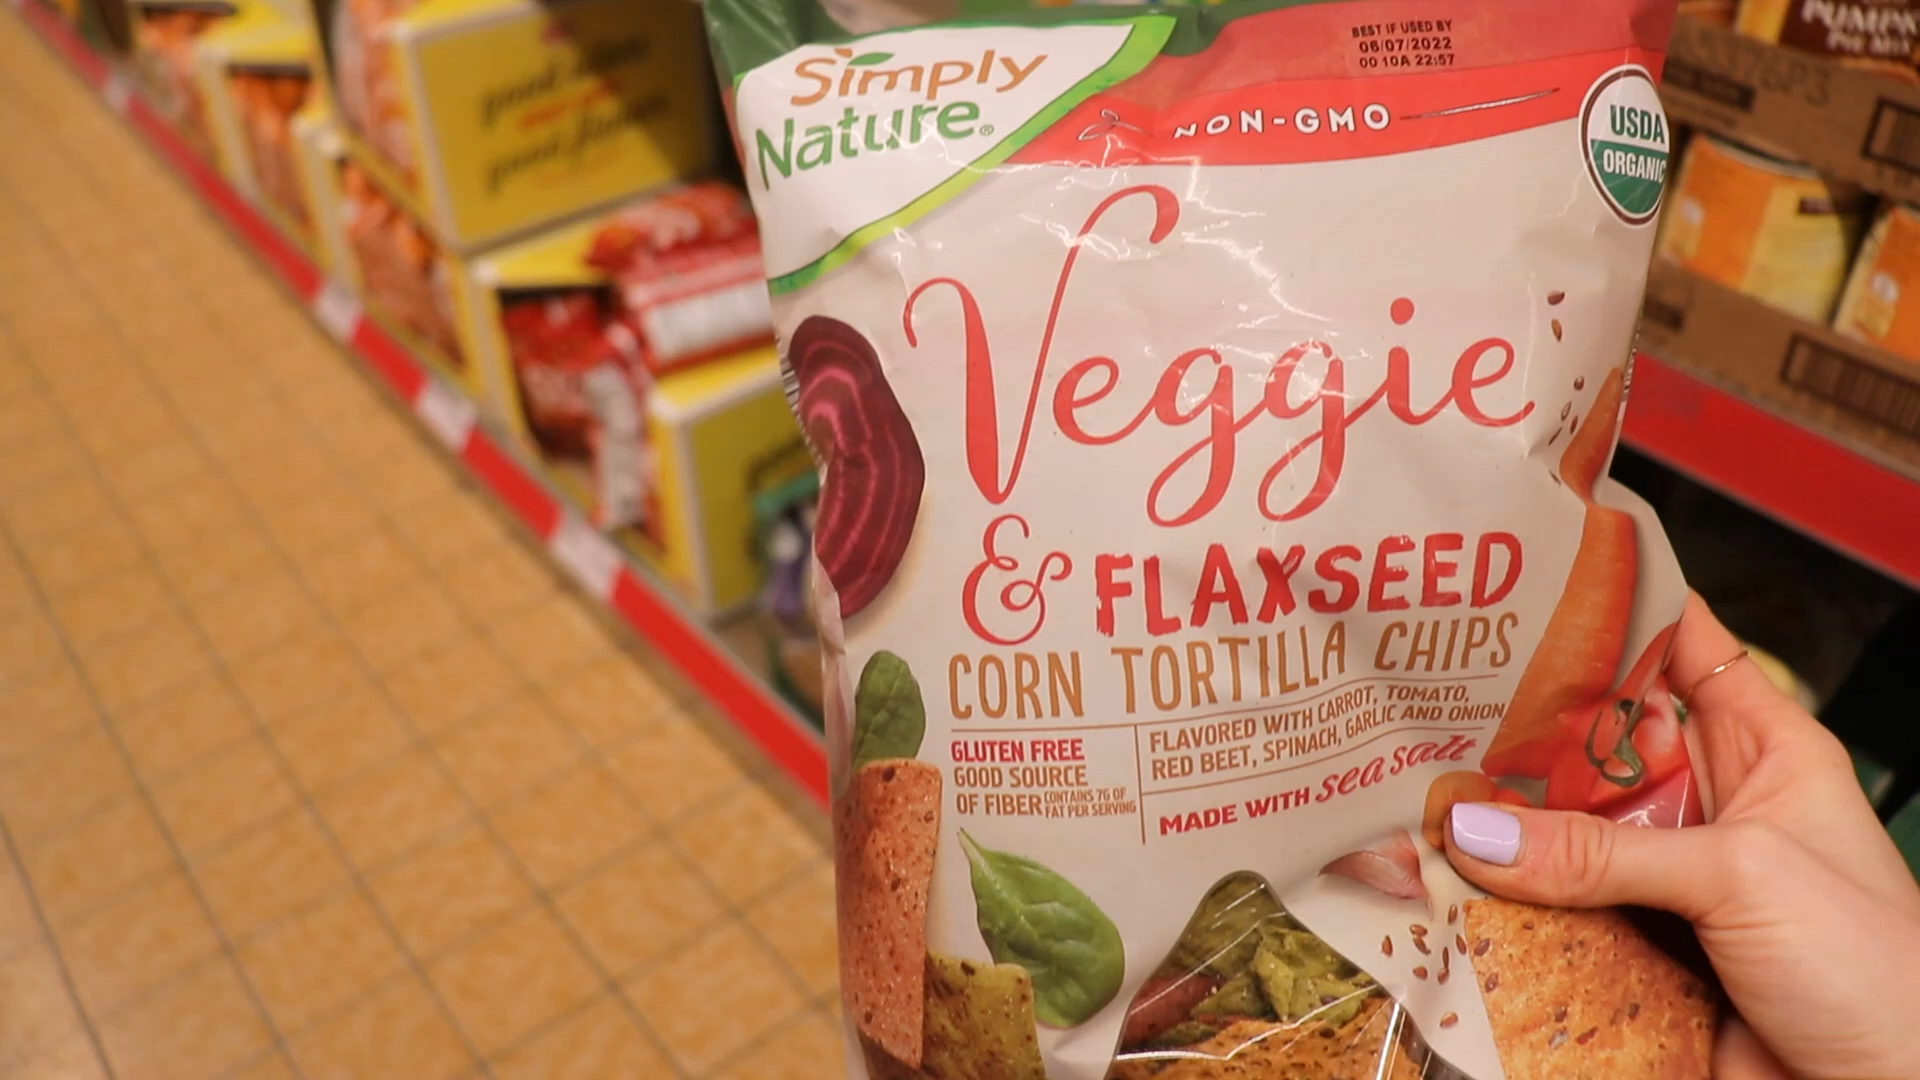 Simply
Nature®
BEST IF USED BY
06/07/2022
00 10A 22:57
NON-GMO
USDA
ORGANIC
Veggie
& FLAXSEED
CORN TORTILLA CHIPS
GLUTEN FREE
GOOD SOURCE
OF FIBER CONTAINS 7G OF
FAT PER SERVING
FLAVORED WITH CARROT, TOMATO,
RED BEET, SPINACH, GARLIC AND ONION
MADE WITH sea salt